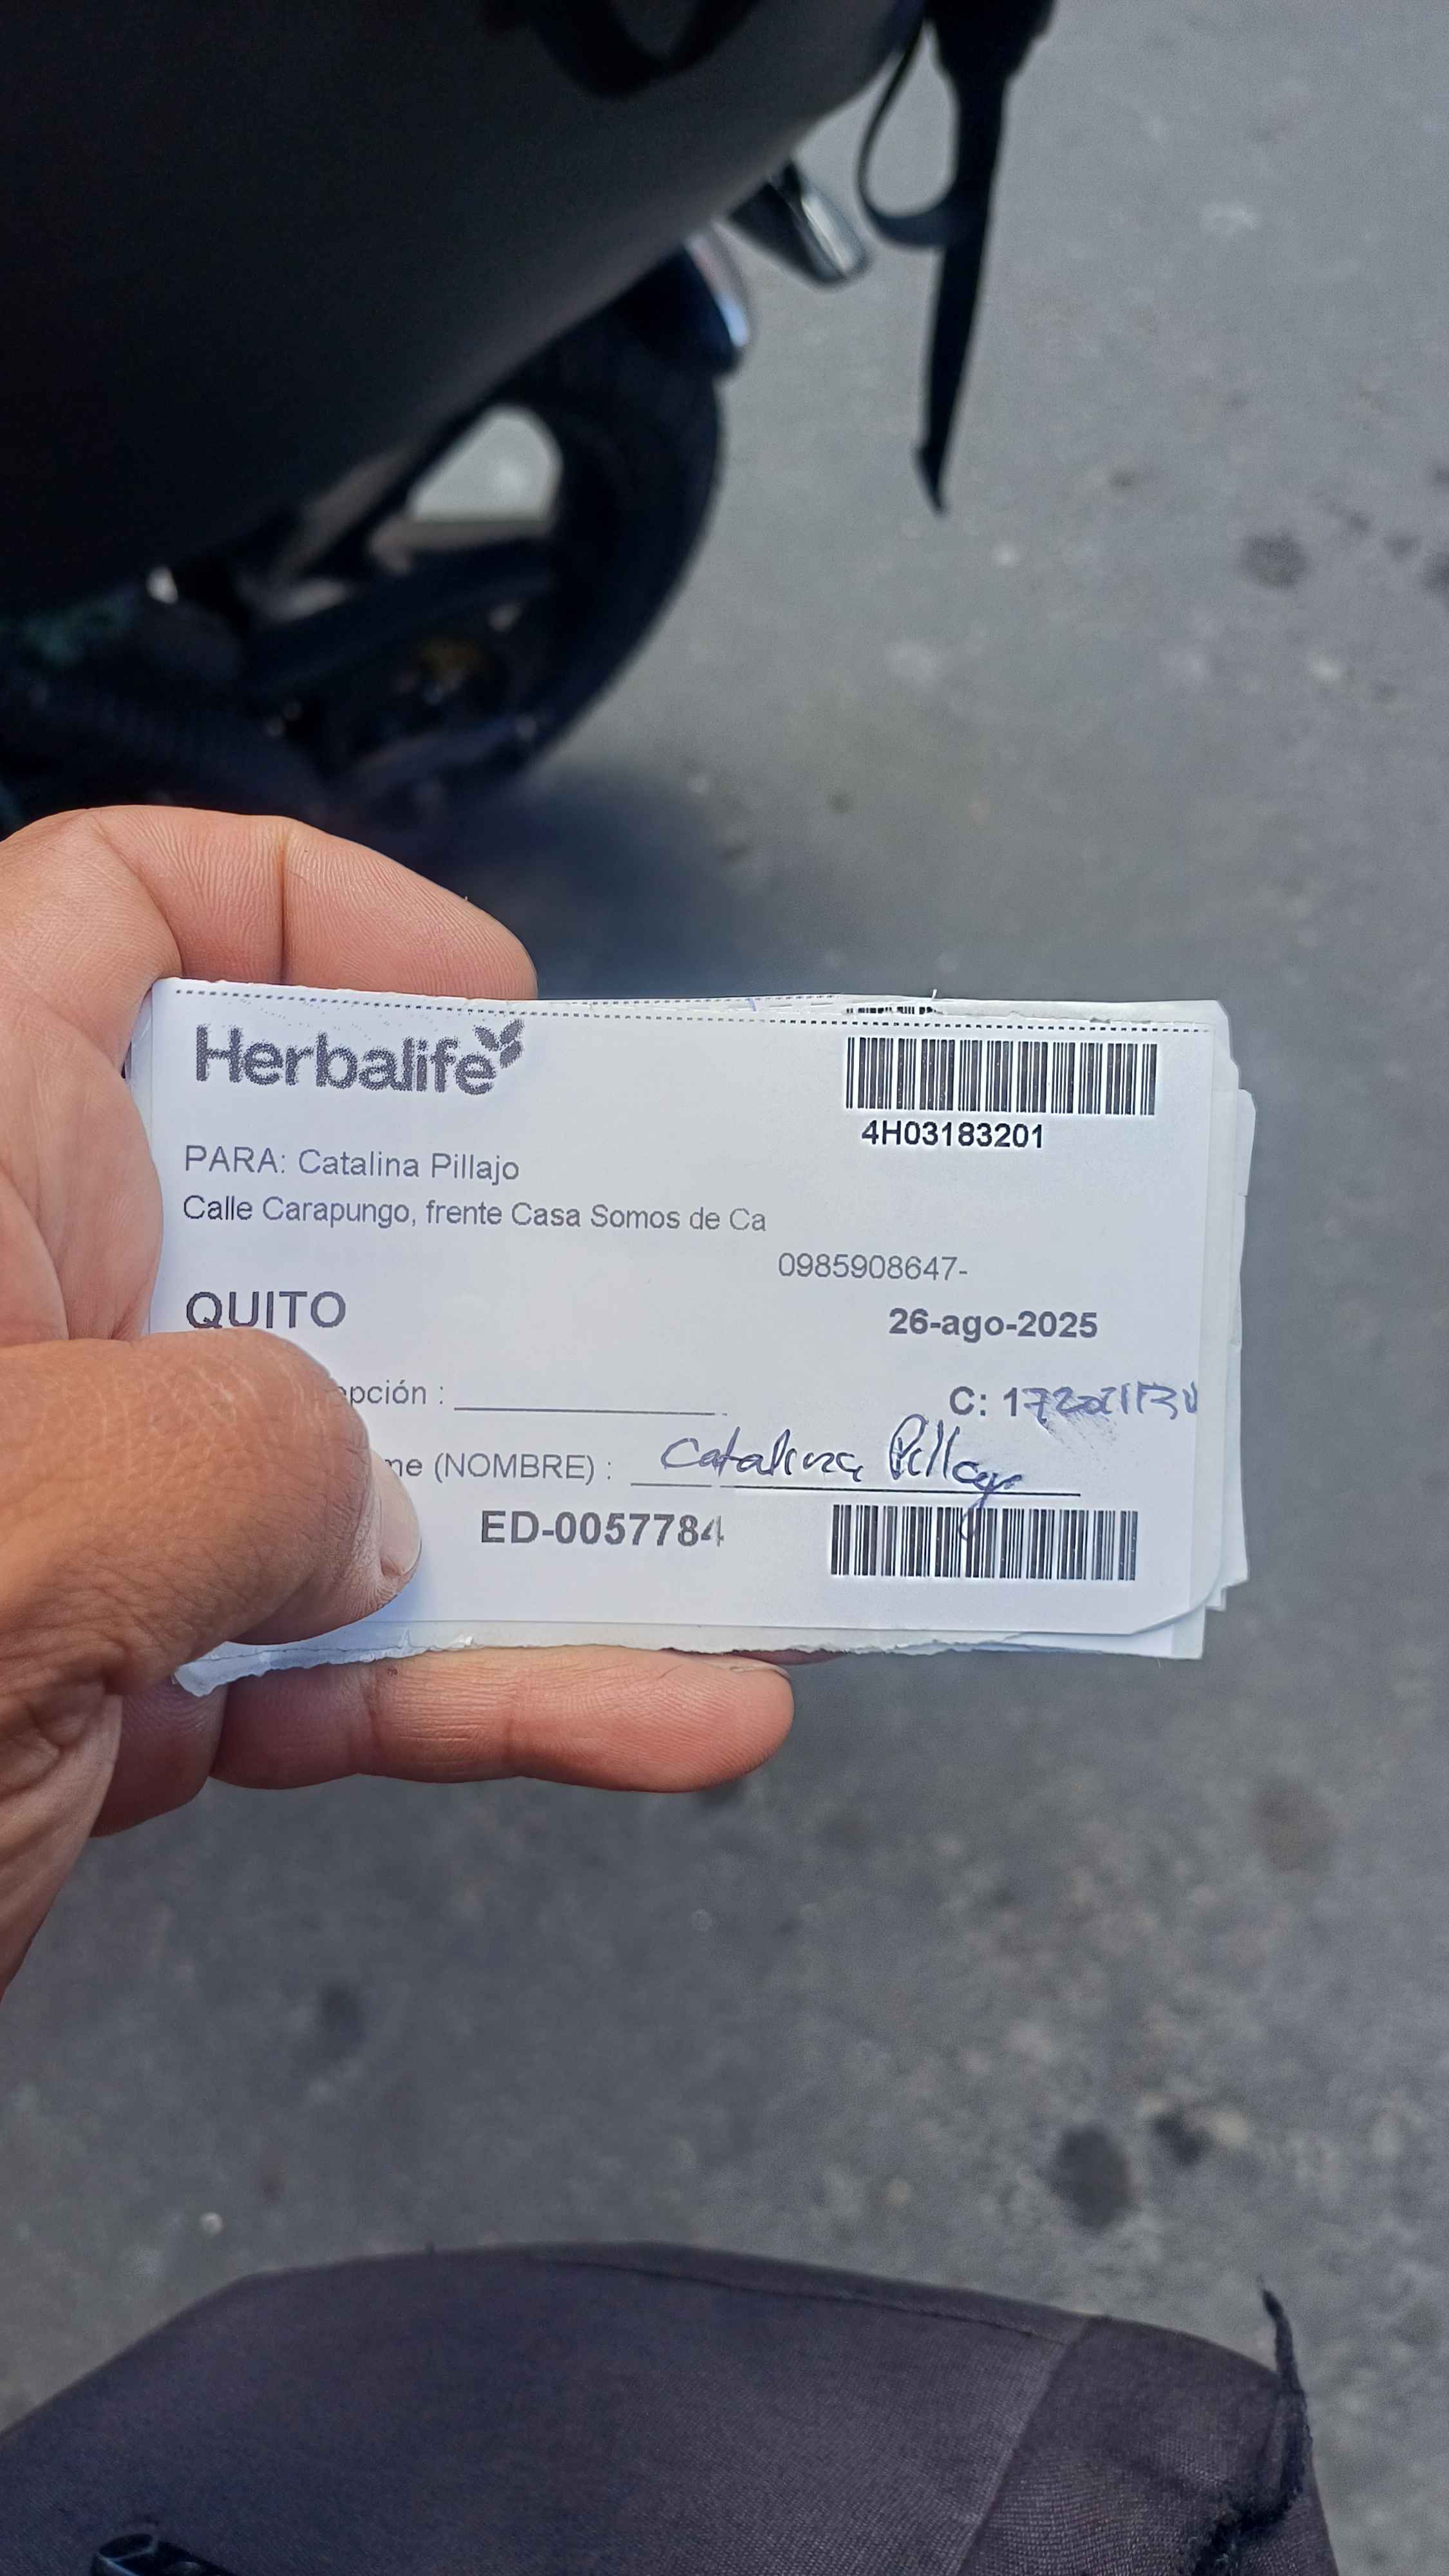 Herbalife
4H03183201
PARA: Catalina Pillajo
Calle Carapungo, frente Casa Somos de Ca
0985908647-
QUITO
26-ago-2025
pción :
C:
me (NOMBRE) : Catalina Pillajo
ED-0057784